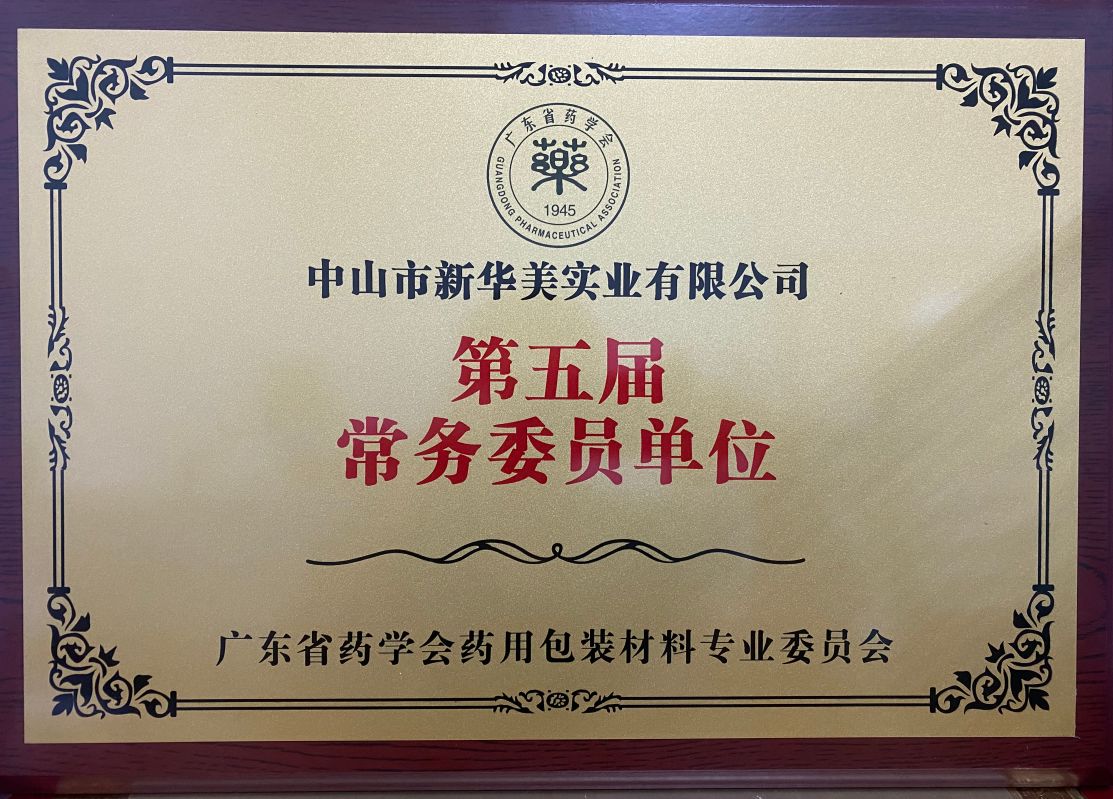 广东省药学会
藥
1945
GUANGDONG PHARMACEUTICAL ASSOCIATION
中山市新华美实业有限公司
第五届
常务委员单位
广东省药学会药用包装材料专业委员会